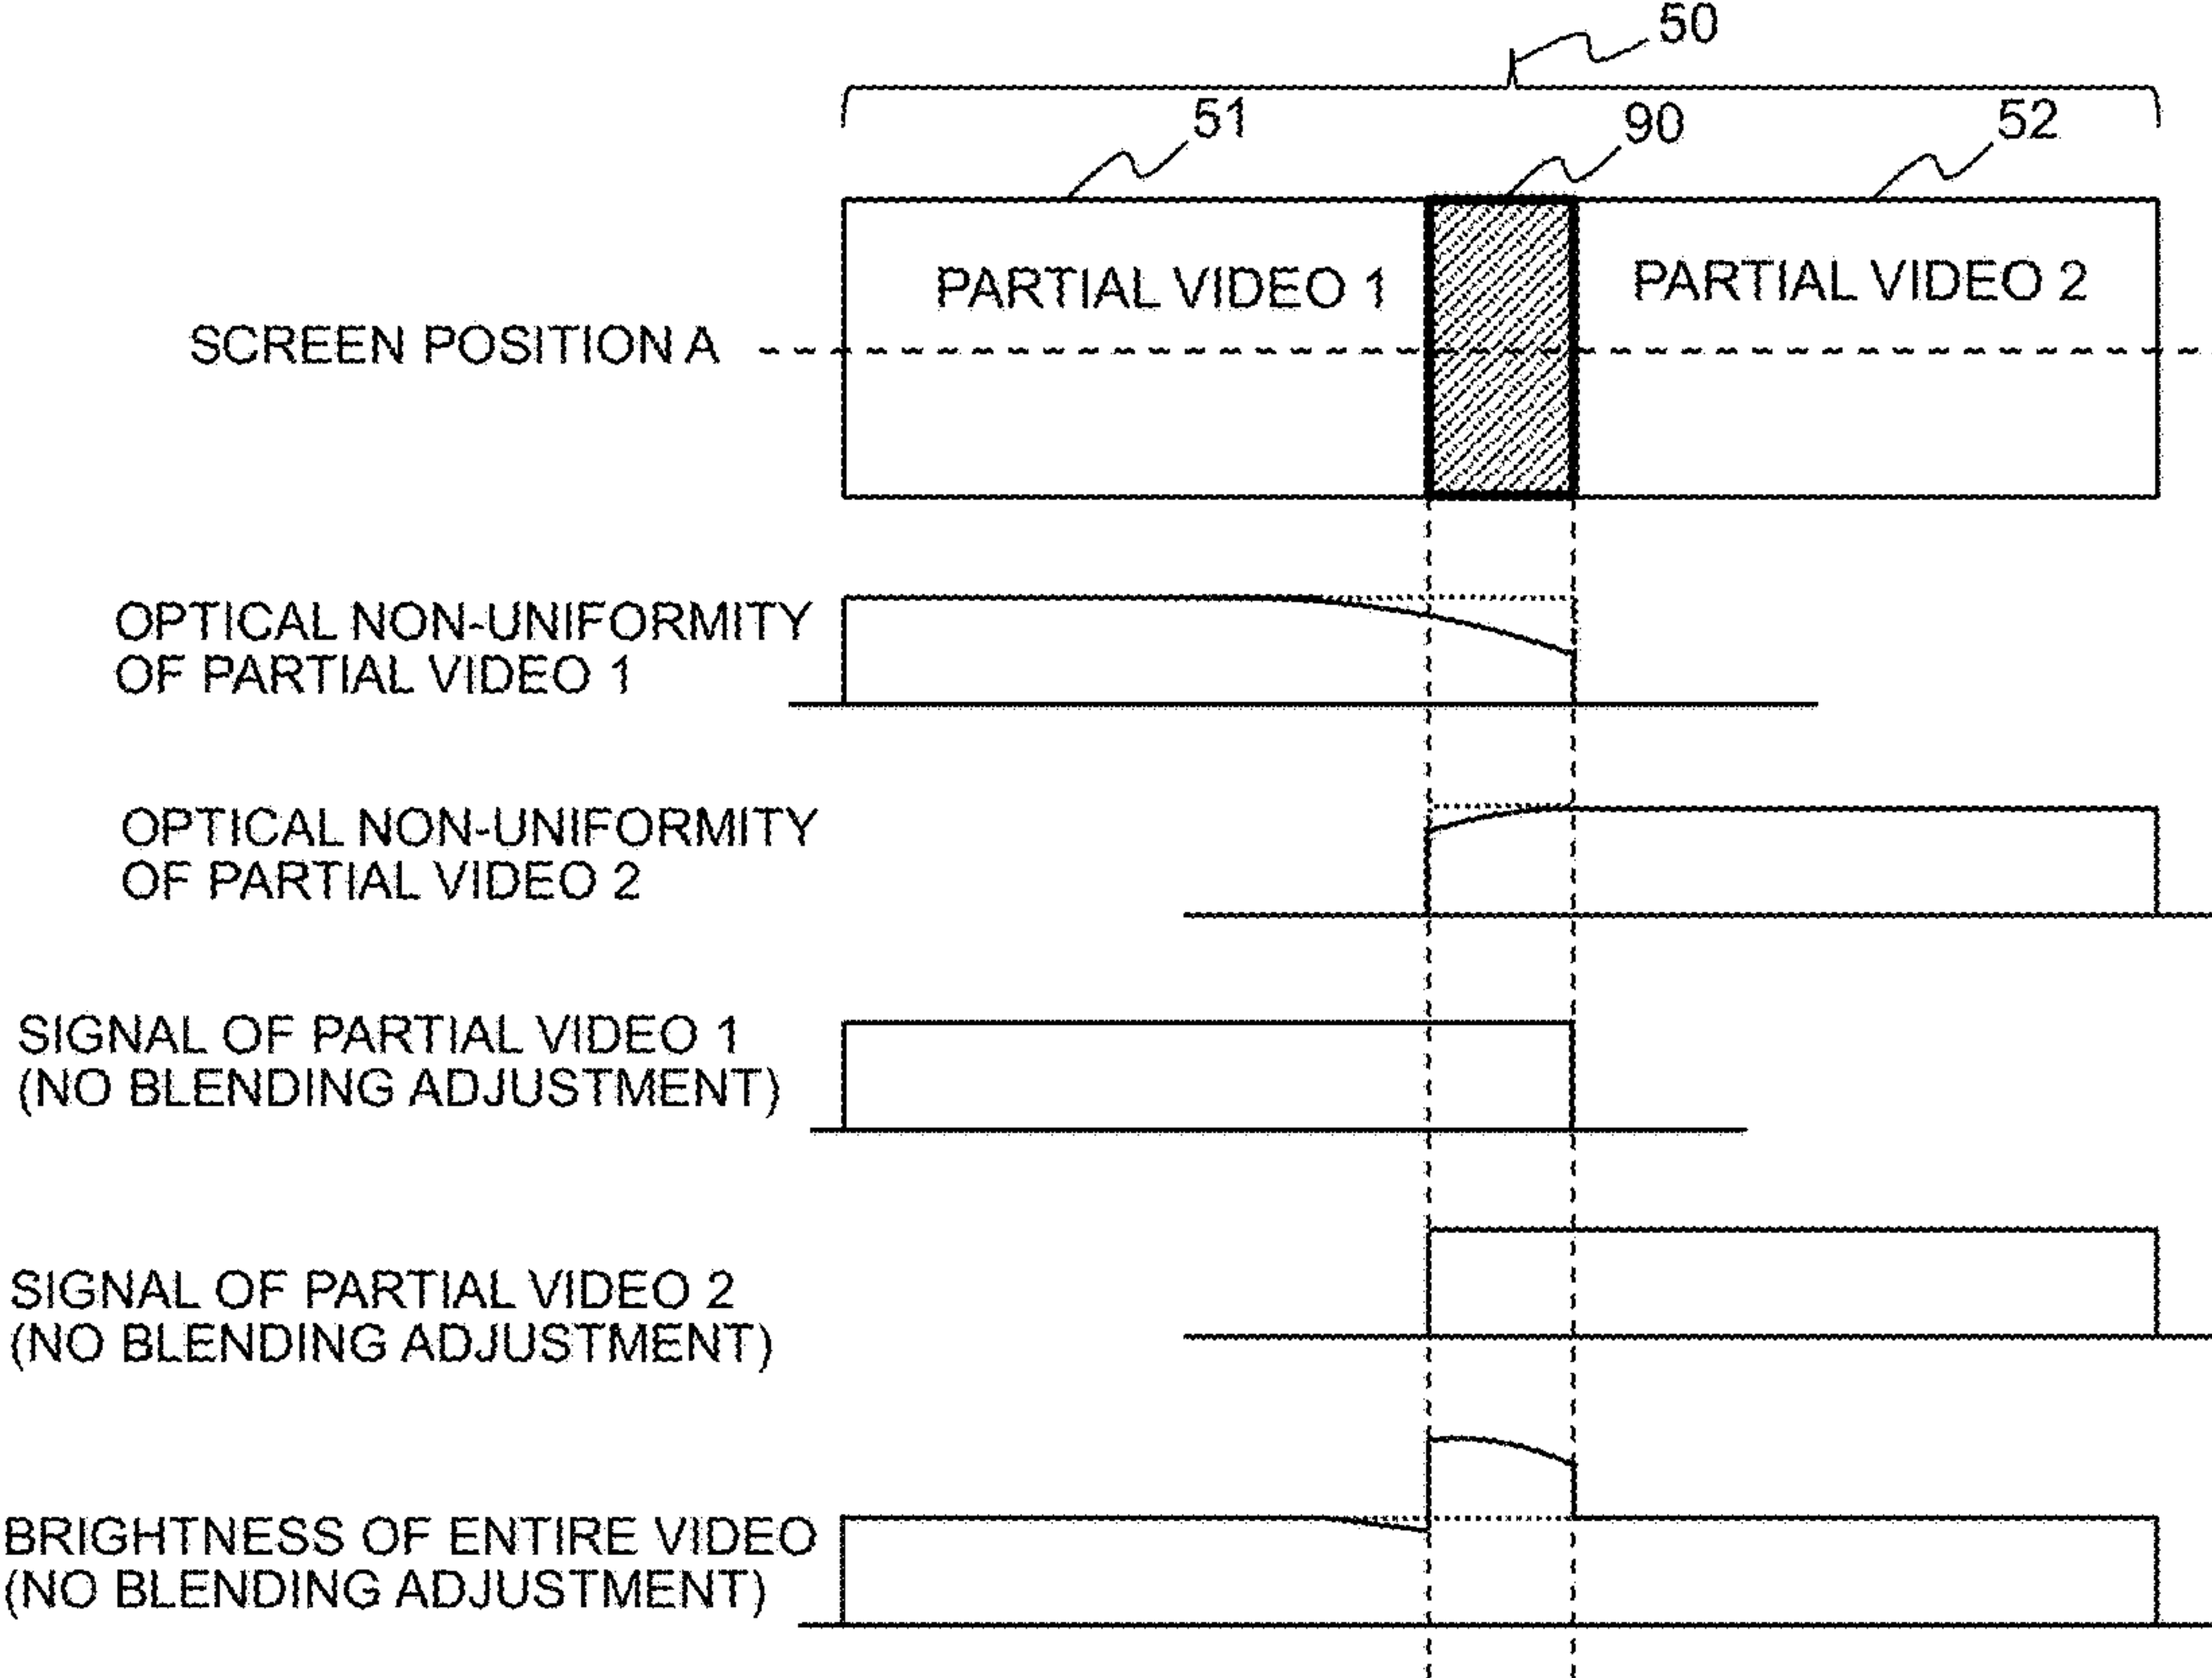 50
51
90
52
PARTIAL VIDEO 1
PARTIAL VIDEO 2
SCREEN POSITION A
OPTICAL NON-UNIFORMITY
OF PARTIAL VIDEO 1
OPTICAL NON-UNIFORMITY
OF PARTIAL VIDEO 2
SIGNAL OF PARTIAL VIDEO 1
(NO BLENDING ADJUSTMENT)
SIGNAL OF PARTIAL VIDEO 2
(NO BLENDING ADJUSTMENT)
BRIGHTNESS OF ENTIRE VIDEO
(NO BLENDING ADJUSTMENT)